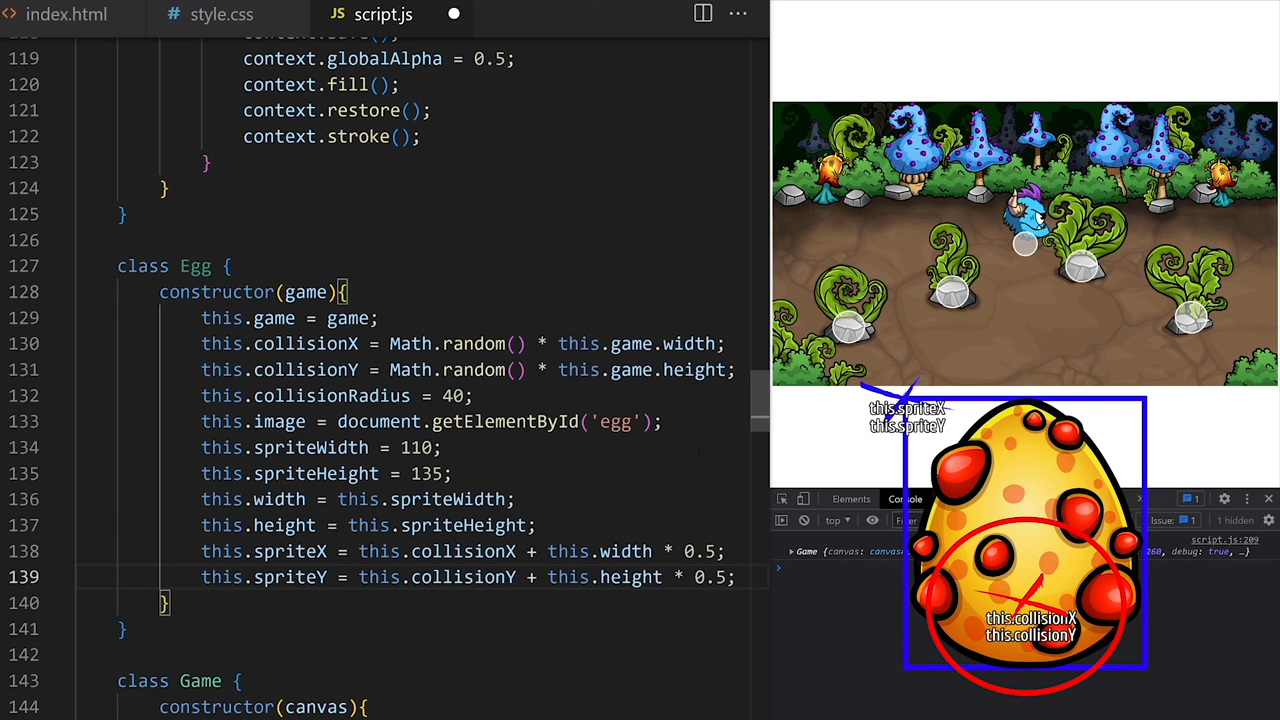 index.html
# style.css
JS script.js
119 context.globalAlpha = 0.5;
120 context.fill();
121 context.restore();
122 context.stroke();
123 }
124 }
125 }
126
127 class Egg {
128 constructor(game){
129 this.game = game;
130 this.collisionX = Math.random() * this.game.width;
131 this.collisionY = Math.random() * this.game.height;
132 this.collisionRadius = 40;
133 this.image = document.getElementById('egg');
134 this.spriteWidth = 110;
135 this.spriteHeight = 135;
136 this.width = this.spriteWidth;
137 this.height = this.spriteHeight;
138 this.spriteX = this.collisionX + this.width * 0.5;
139 this.spriteY = this.collisionY + this.height * 0.5;
140 }
141 }
142
143 class Game {
144 constructor(canvas){
this.spriteX
this.spriteY
Elements
Console
1
top
Issue: 1
1 hidden
script.js:209
Game {canvas:
260, debug: true, …}
this.collisionX
this.collisionY